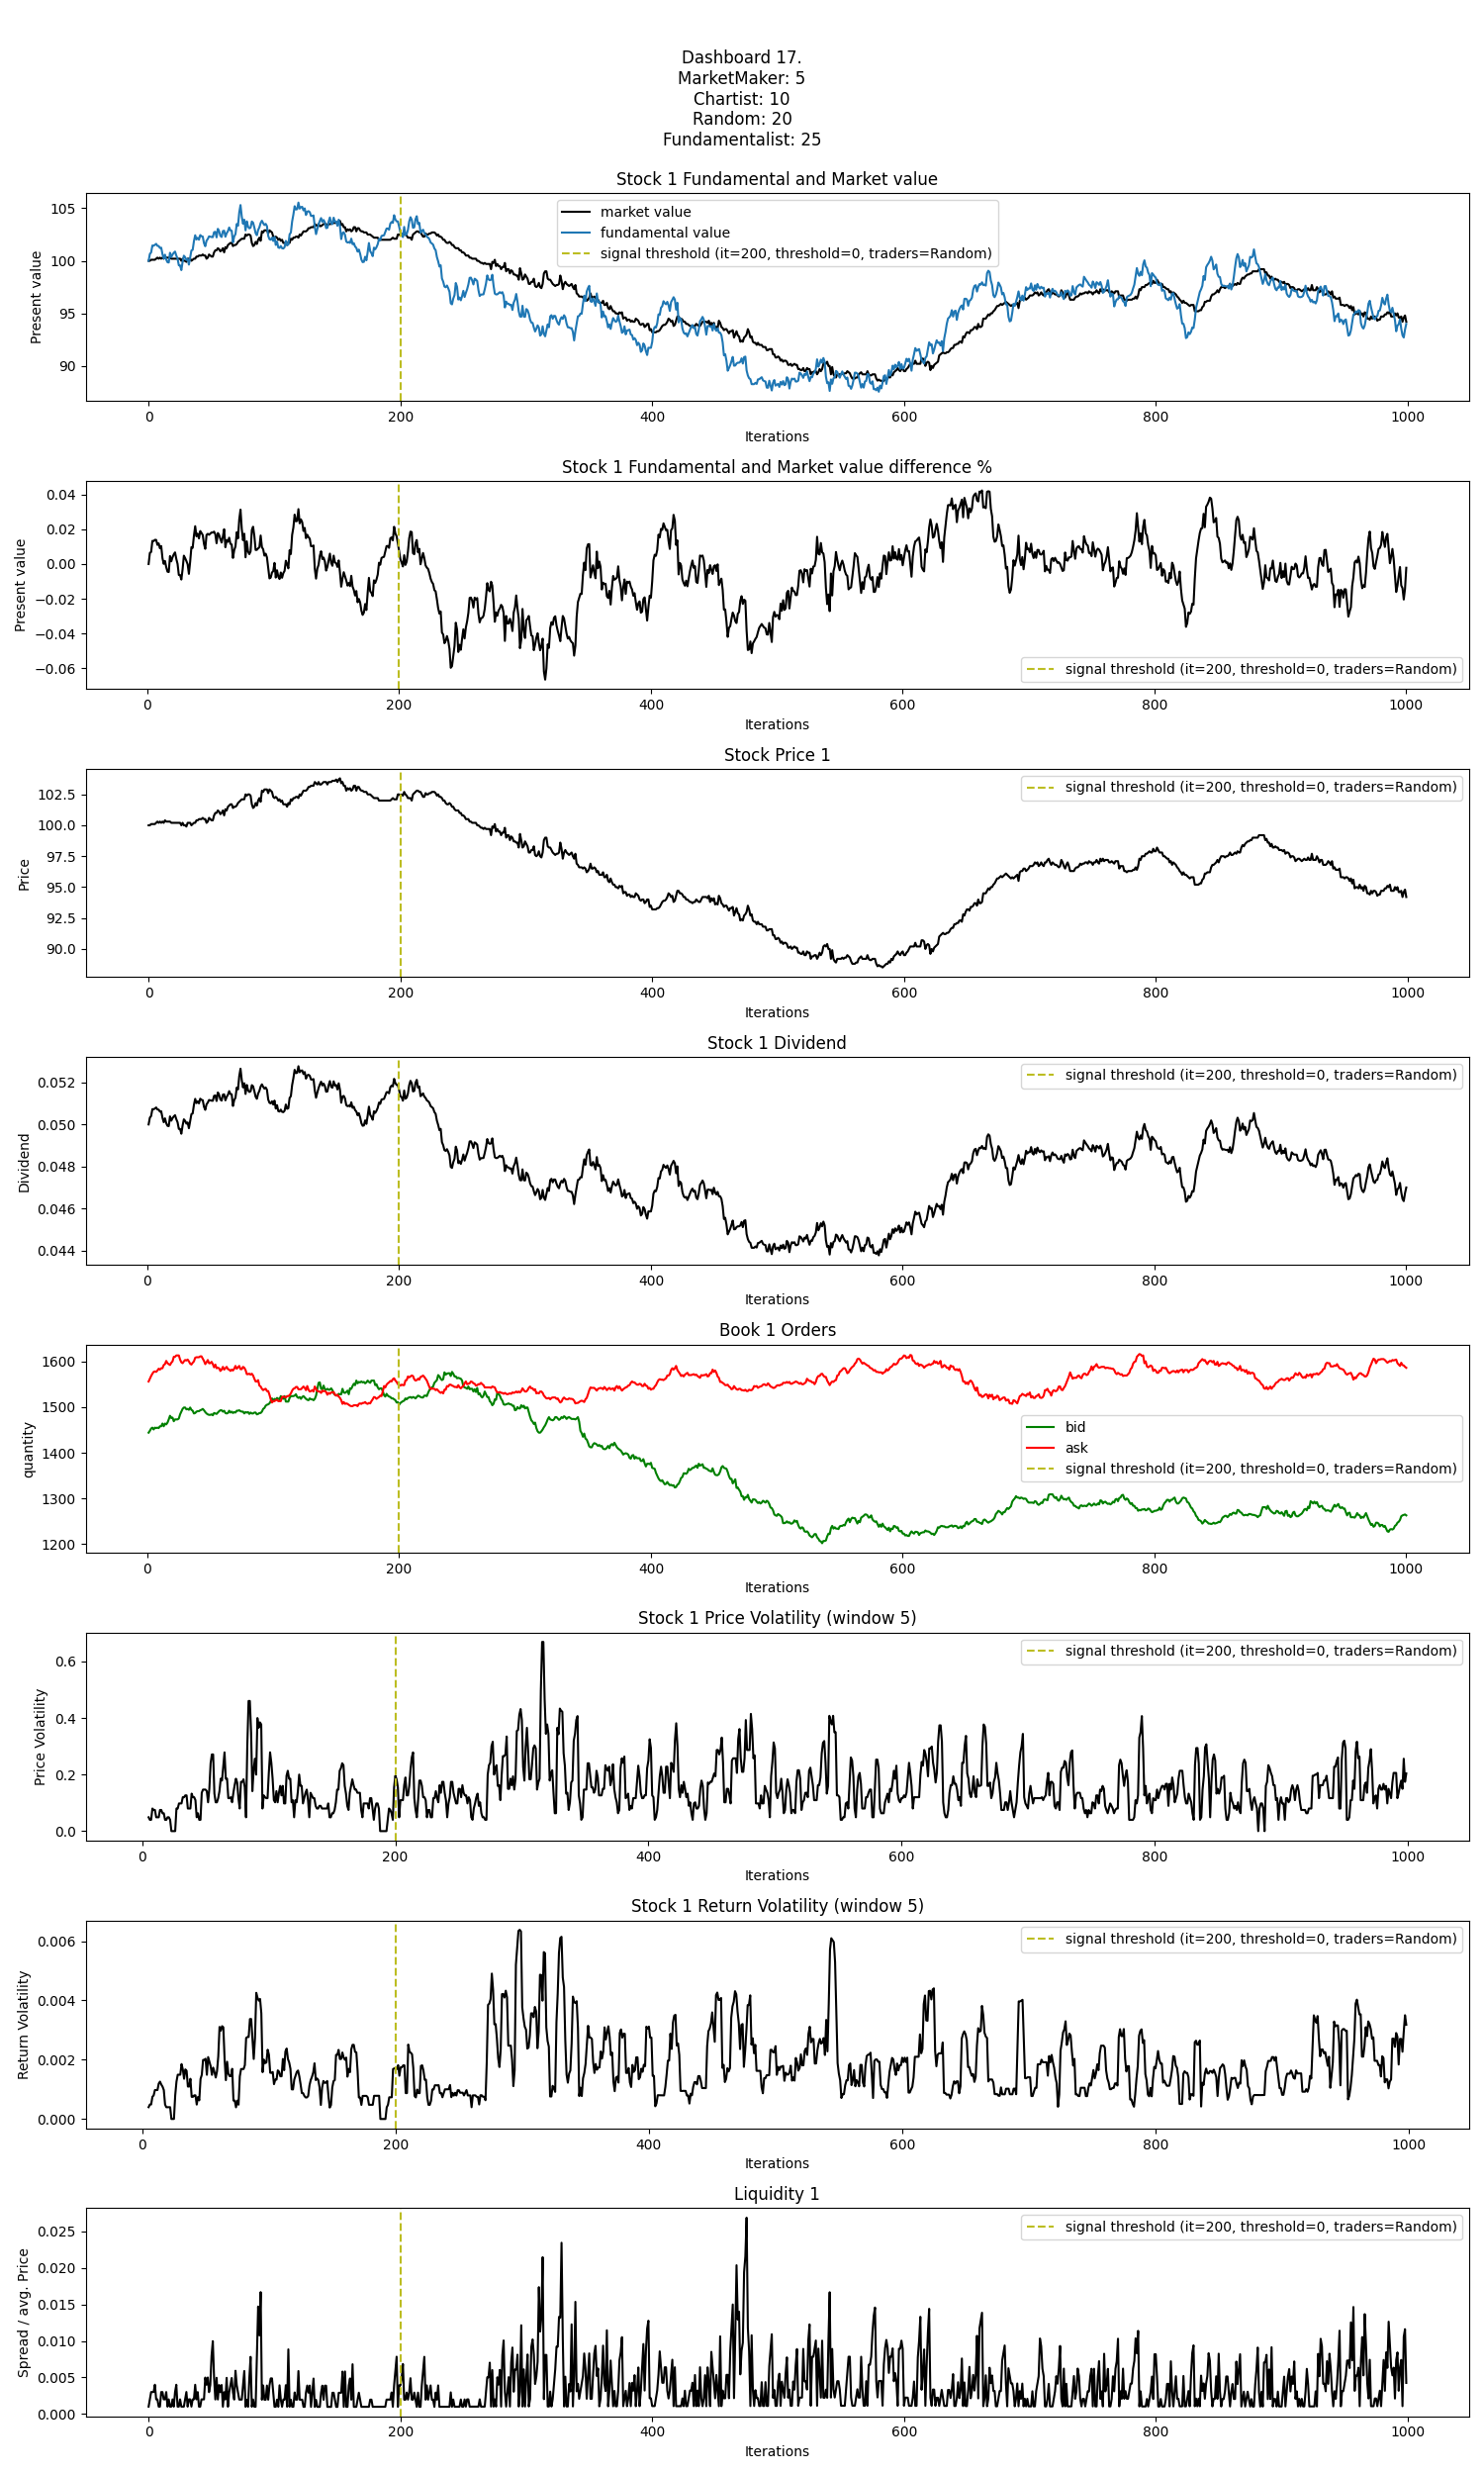 Dashboard 17.
MarketMaker: 5
Chartist: 10
Random: 20
Fundamentalist: 25
Stock 1 Fundamental and Market value
Present value
105
100
95
90
market value
fundamental value
signal threshold (it=200, threshold=0, traders=Random)
0 200 400 600 800 1000
Iterations
Stock 1 Fundamental and Market value difference %
Present value
0.04
0.02
0.00
−0.02
−0.04
−0.06
signal threshold (it=200, threshold=0, traders=Random)
0 200 400 600 800 1000
Iterations
Stock Price 1
Price
102.5
100.0
97.5
95.0
92.5
90.0
signal threshold (it=200, threshold=0, traders=Random)
0 200 400 600 800 1000
Iterations
Stock 1 Dividend
Dividend
0.052
0.050
0.048
0.046
0.044
signal threshold (it=200, threshold=0, traders=Random)
0 200 400 600 800 1000
Iterations
Book 1 Orders
quantity
1600
1500
1400
1300
1200
bid
ask
signal threshold (it=200, threshold=0, traders=Random)
0 200 400 600 800 1000
Iterations
Stock 1 Price Volatility (window 5)
Price Volatility
0.6
0.4
0.2
0.0
signal threshold (it=200, threshold=0, traders=Random)
0 200 400 600 800 1000
Iterations
Stock 1 Return Volatility (window 5)
Return Volatility
0.006
0.004
0.002
0.000
signal threshold (it=200, threshold=0, traders=Random)
0 200 400 600 800 1000
Iterations
Liquidity 1
Spread / avg. Price
0.025
0.020
0.015
0.010
0.005
0.000
signal threshold (it=200, threshold=0, traders=Random)
0 200 400 600 800 1000
Iterations